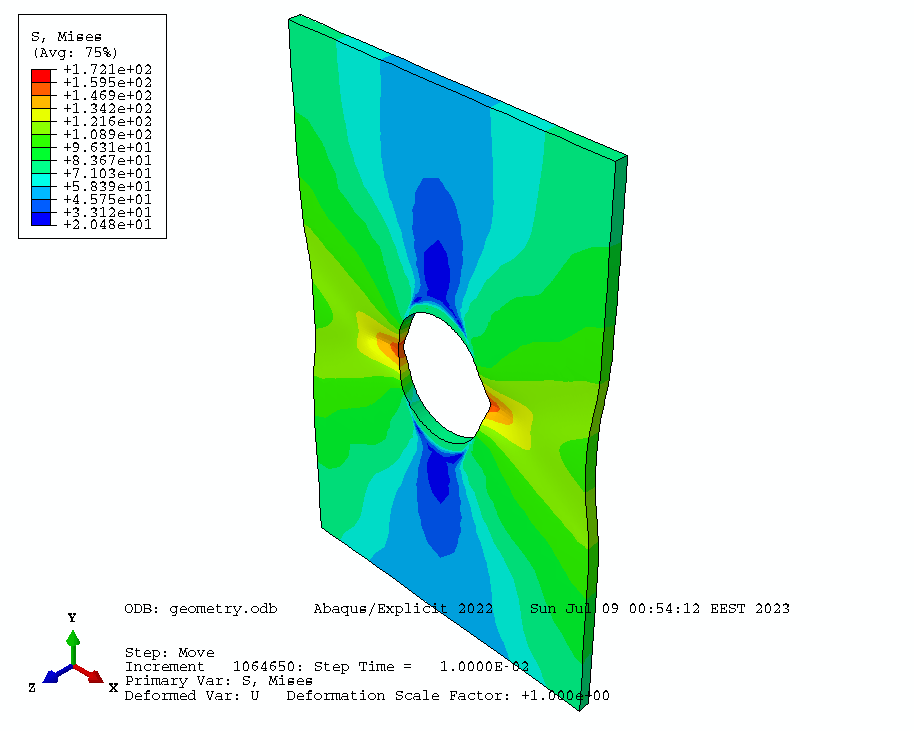 S, Mises
(Avg: 75%)
+1.721e+02
+1.595e+02
+1.469e+02
+1.342e+02
+1.216e+02
+1.089e+02
+9.631e+01
+8.367e+01
+7.103e+01
+5.839e+01
+4.575e+01
+3.312e+01
+2.048e+01
ODB: geometry.odb Abaqus/Explicit 2022 Sun Jul 09 00:54:12 EEST 2023
Y
Z
X
Step: Move
Increment 1064650: Step Time = 1.0000E-02
Primary Var: S, Mises
Deformed Var: U Deformation Scale Factor: +1.000e+00